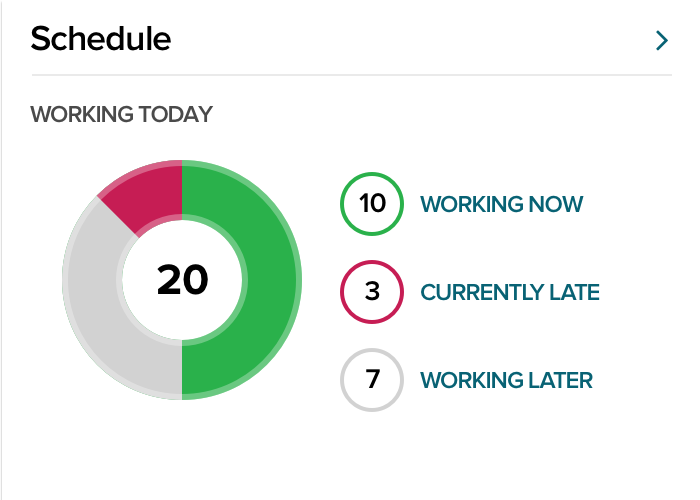 Schedule
WORKING TODAY
20
10 WORKING NOW
3 CURRENTLY LATE
7 WORKING LATER